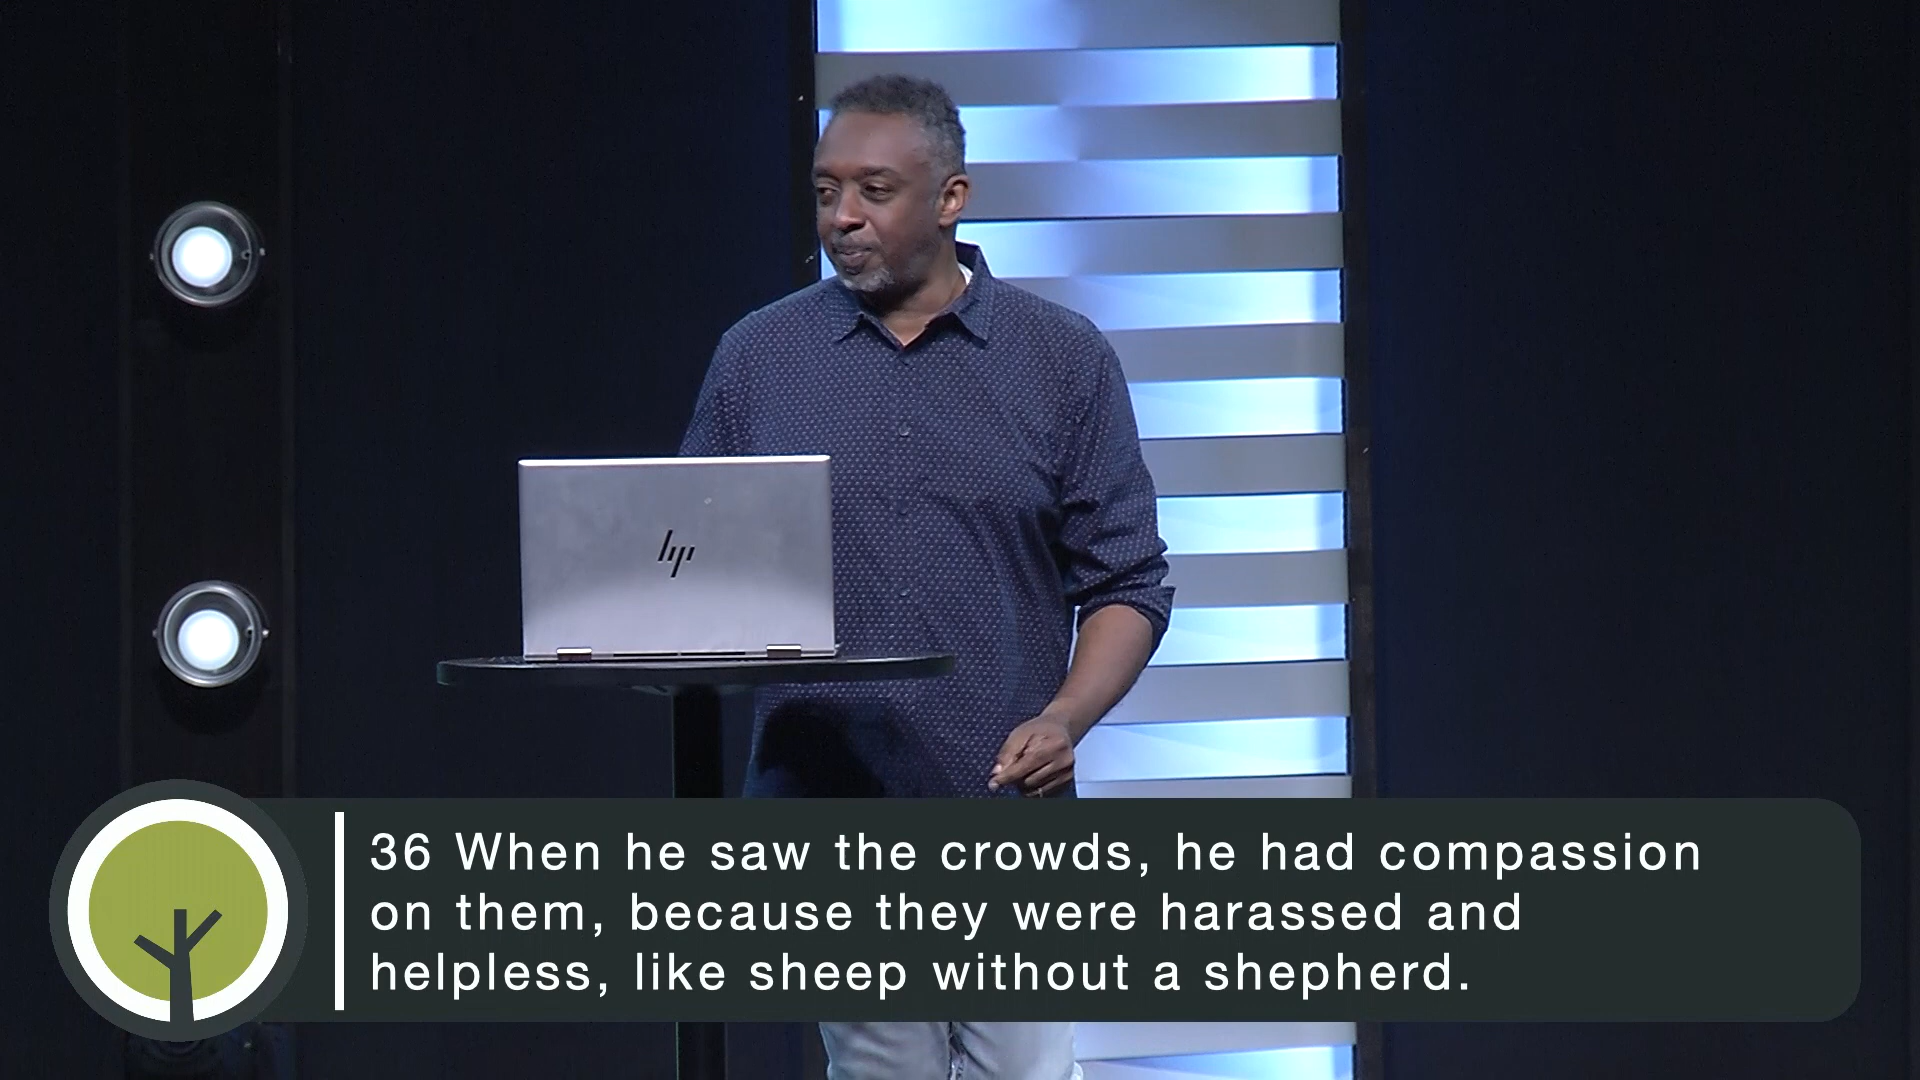 hp
36 When he saw the crowds, he had compassion
on them, because they were harassed and
helpless, like sheep without a shepherd.